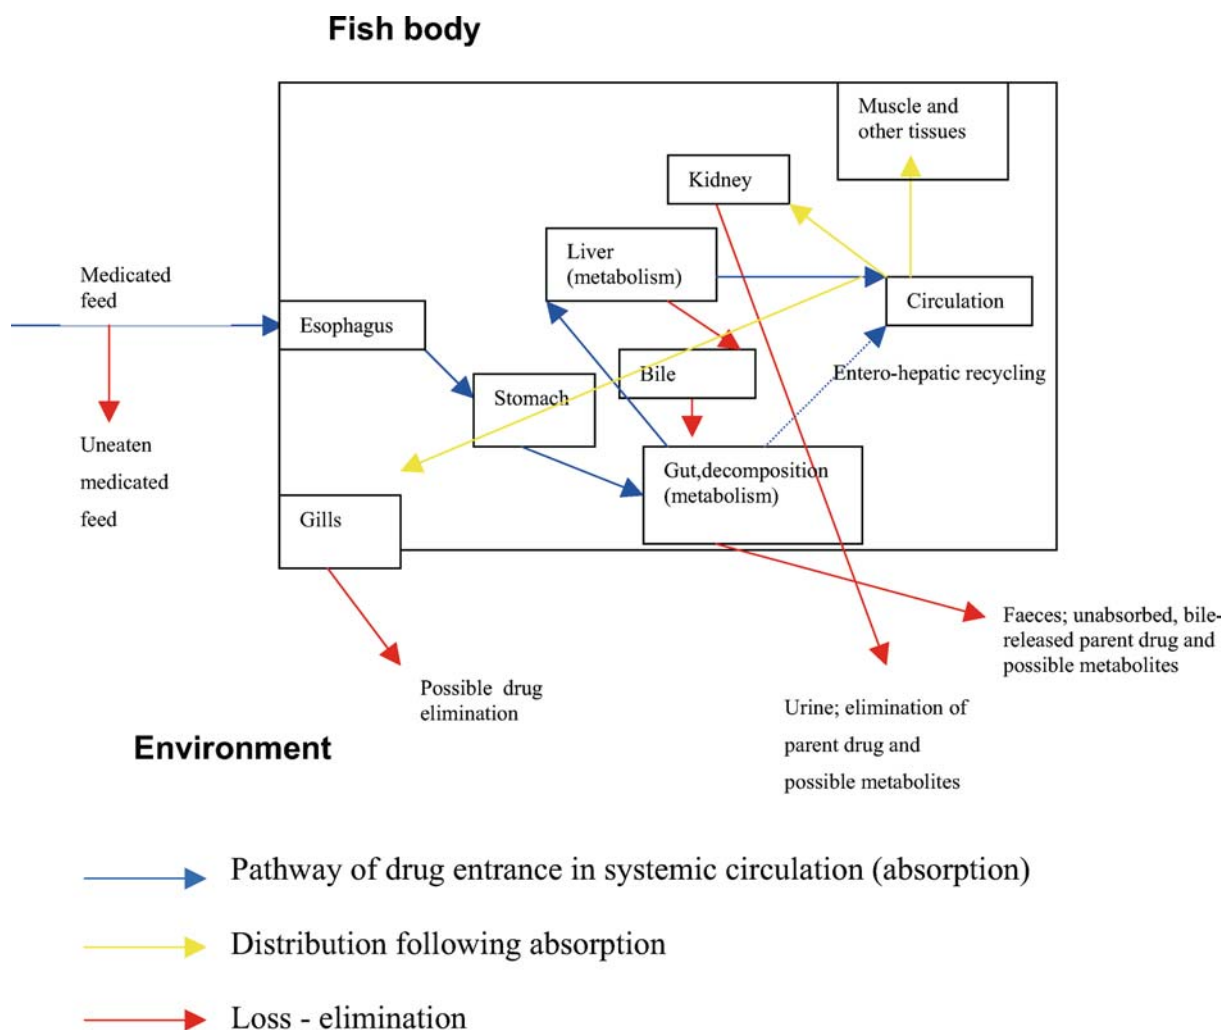 Fish body
Muscle and
other tissues
Kidney
Liver
(metabolism)
Medicated
feed
Circulation
Esophagus
Bile
Entero-hepatic recycling
Stomach
Uneaten
medicated
feed
Gut,decomposition
(metabolism)
Gills
Faeces; unabsorbed, bile-
released parent drug and
possible metabolites
Possible drug
elimination
Urine; elimination of
parent drug and
possible metabolites
Environment
Pathway of drug entrance in systemic circulation (absorption)
Distribution following absorption
Loss - elimination